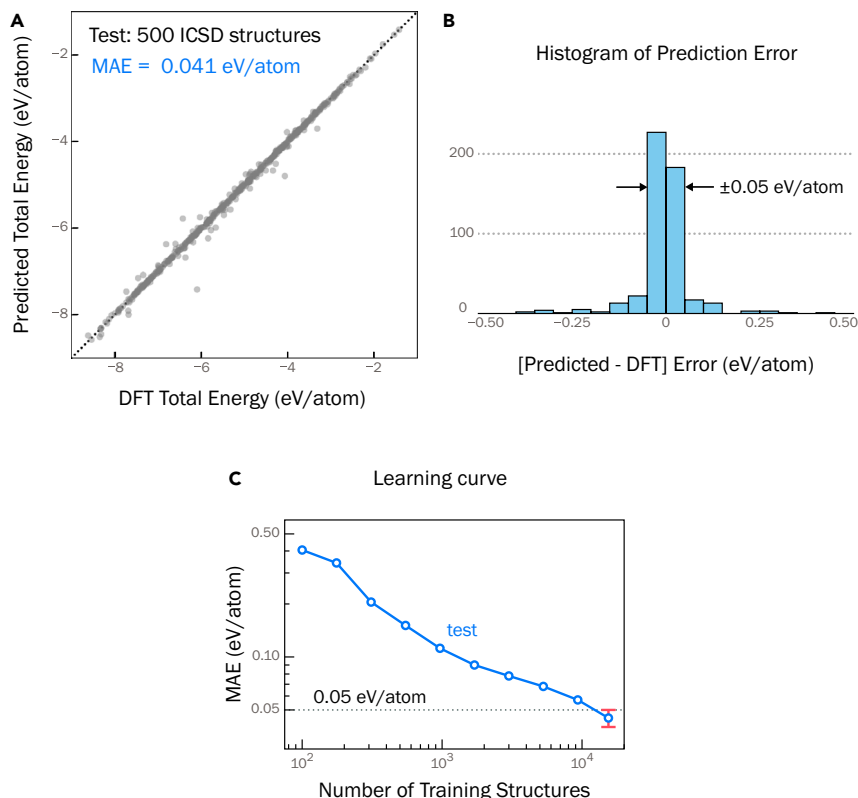 A
Test: 500 ICSD structures
MAE = 0.041 eV/atom
Predicted Total Energy (eV/atom)
−2
−4
−6
−8
−8
−6
−4
−2
DFT Total Energy (eV/atom)
B
Histogram of Prediction Error
200
±0.05 eV/atom
100
0
−0.50
−0.25
0
0.25
0.50
[Predicted - DFT] Error (eV/atom)
C
Learning curve
MAE (eV/atom)
0.50
test
0.10
0.05 eV/atom
0.05
10²
10³
10⁴
Number of Training Structures